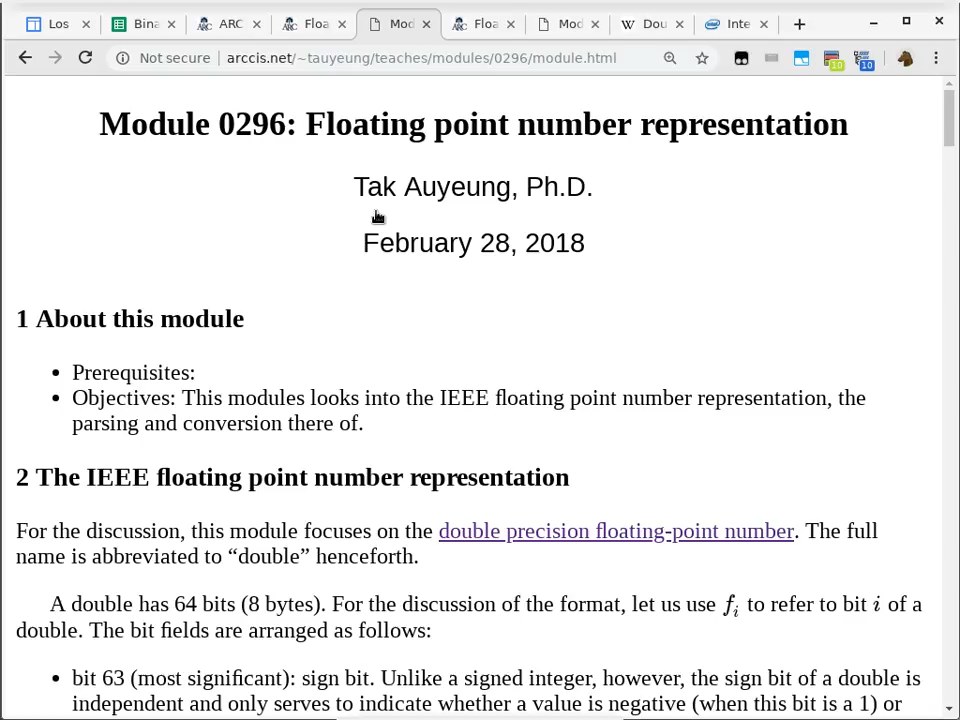 Los
Bina
ARC
Floa
Mod
Floa
Mod
Dou
Inte
Not secure
arccis.net/~tauyeung/teaches/modules/0296/module.html
10
10
Module 0296: Floating point number representation
Tak Auyeung, Ph.D.
February 28, 2018
1 About this module
• Prerequisites:
• Objectives: This modules looks into the IEEE floating point number representation, the
parsing and conversion there of.
2 The IEEE floating point number representation
For the discussion, this module focuses on the double precision floating-point number. The full
name is abbreviated to “double” henceforth.
A double has 64 bits (8 bytes). For the discussion of the format, let us use fi to refer to bit i of a
double. The bit fields are arranged as follows:
• bit 63 (most significant): sign bit. Unlike a signed integer, however, the sign bit of a double is
independent and only serves to indicate whether a value is negative (when this bit is a 1) or